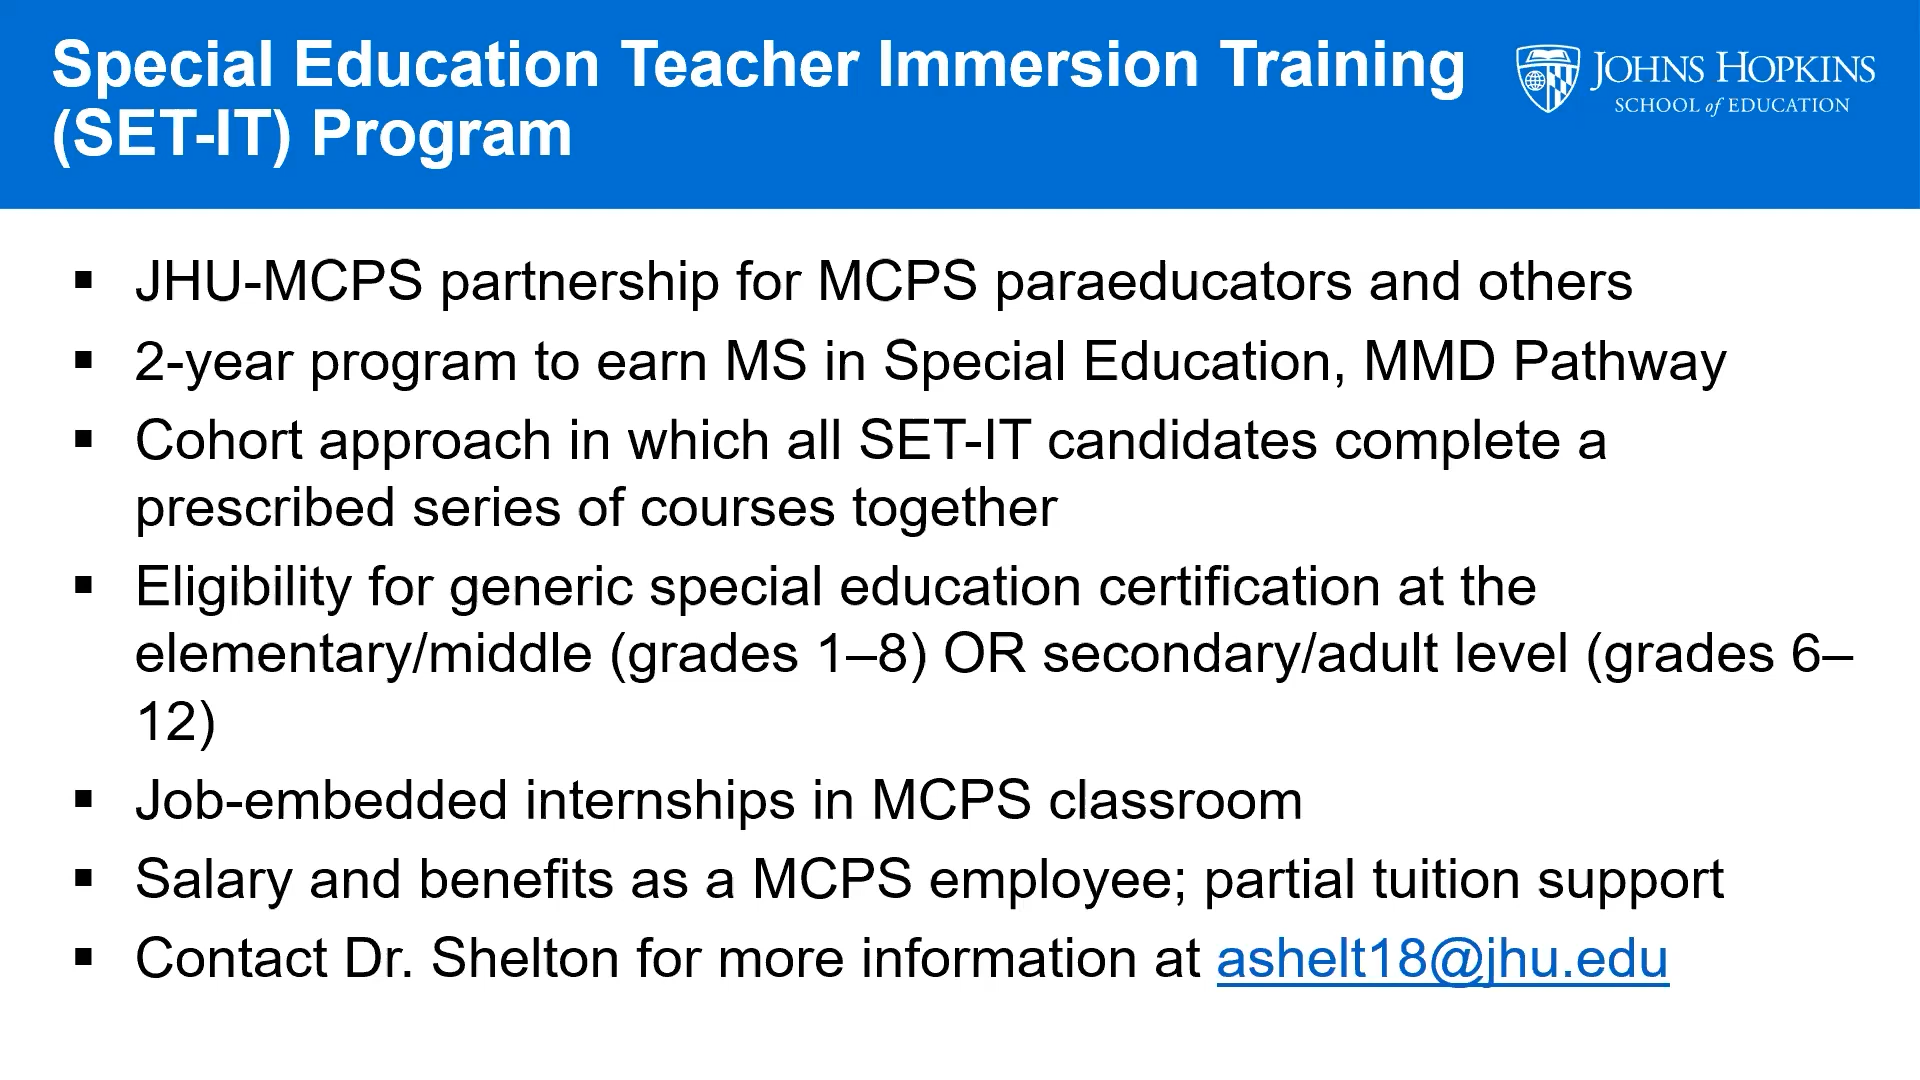 Special Education Teacher Immersion Training
(SET-IT) Program
JOHNS HOPKINS
SCHOOL of EDUCATION
▪ JHU-MCPS partnership for MCPS paraeducators and others
▪ 2-year program to earn MS in Special Education, MMD Pathway
▪ Cohort approach in which all SET-IT candidates complete a
prescribed series of courses together
▪ Eligibility for generic special education certification at the
elementary/middle (grades 1–8) OR secondary/adult level (grades 6–
12)
▪ Job-embedded internships in MCPS classroom
▪ Salary and benefits as a MCPS employee; partial tuition support
▪ Contact Dr. Shelton for more information at ashelt18@jhu.edu